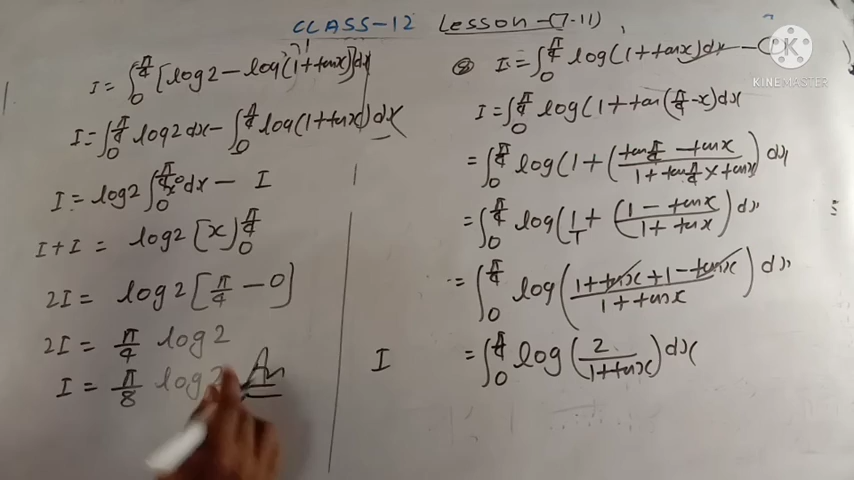 CLASS-12 Lesson-(7.11)
I = ∫₀^π/4 [log2 - log(1+tanx)]dx
I = ∫₀^π/4 log2 dx - ∫₀^π/4 log(1+tanx)dx
I = log2 ∫₀^π/4 x⁰ dx - I
I + I = log2 [x]₀^π/4
2I = log2 [π/4 - 0]
2I = π/4 log2
I = π/8 log2 An
⑧ I = ∫₀^π/4 log(1+tanx)dx
I = ∫₀^π/4 log(1+tan(π/4-x)dx
= ∫₀^π/4 log(1+(tanπ/4 - tanx / 1+tanπ/4 × tanx) dx
= ∫₀^π/4 log(1/1 + (1-tanx / 1+tanx) dx
= ∫₀^π/4 log(1+tanx+1-tanx / 1+tanx) dx
I = ∫₀^π/4 log(2 / 1+tanx) dx
K
KINEMASTER